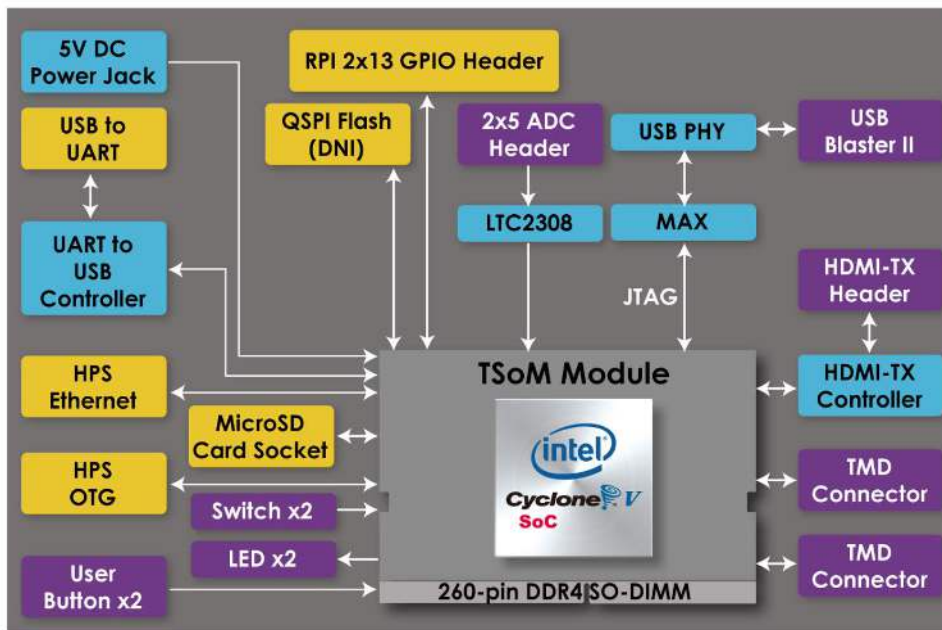 5V DC
Power Jack
RPI 2x13 GPIO Header
USB to
UART
QSPI Flash
(DNI)
2x5 ADC
Header
USB PHY
USB
Blaster II
UART to
USB
Controller
LTC2308
MAX
JTAG
HDMI-TX
Header
HPS
Ethernet
TSoM Module
HDMI-TX
Controller
MicroSD
Card Socket
intel
HPS
OTG
Cyclone V
SoC
TMD
Connector
Switch x2
LED x2
User
Button x2
TMD
Connector
260-pin DDR4 SO-DIMM